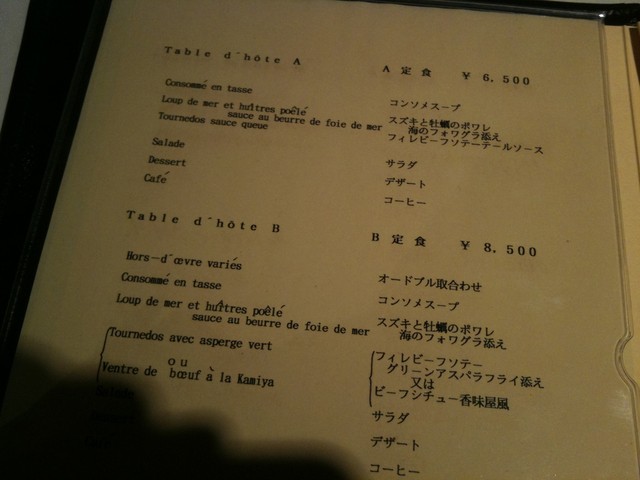 Table d´hôte A A 定 食 ￥ 6,500
Consommé en tasse コンソメスープ
Loup de mer et huîtres poêlé スズキと牡蠣のポワレ
sauce au beurre de foie de mer 海のフォワグラ添え
Tournedos sauce queue フィレビーフソテーテールソース
Salade サラダ
Dessert デザート
Café コーヒー
Table d´hôte B B 定 食 ￥ 8,500
Hors-d´œvre variés オードブル取合わせ
Consommé en tasse コンソメスープ
Loup de mer et huîtres poêlé スズキと牡蠣のポワレ
sauce au beurre de foie de mer 海のフォワグラ添え
Tournedos avec asperge vert フィレビーフソテー
グリーンアスパラフライ添え
ou 又は
Ventre de bœuf à la Kamiya ビーフシチュー香味屋風
Salade サラダ
デザート
コーヒー